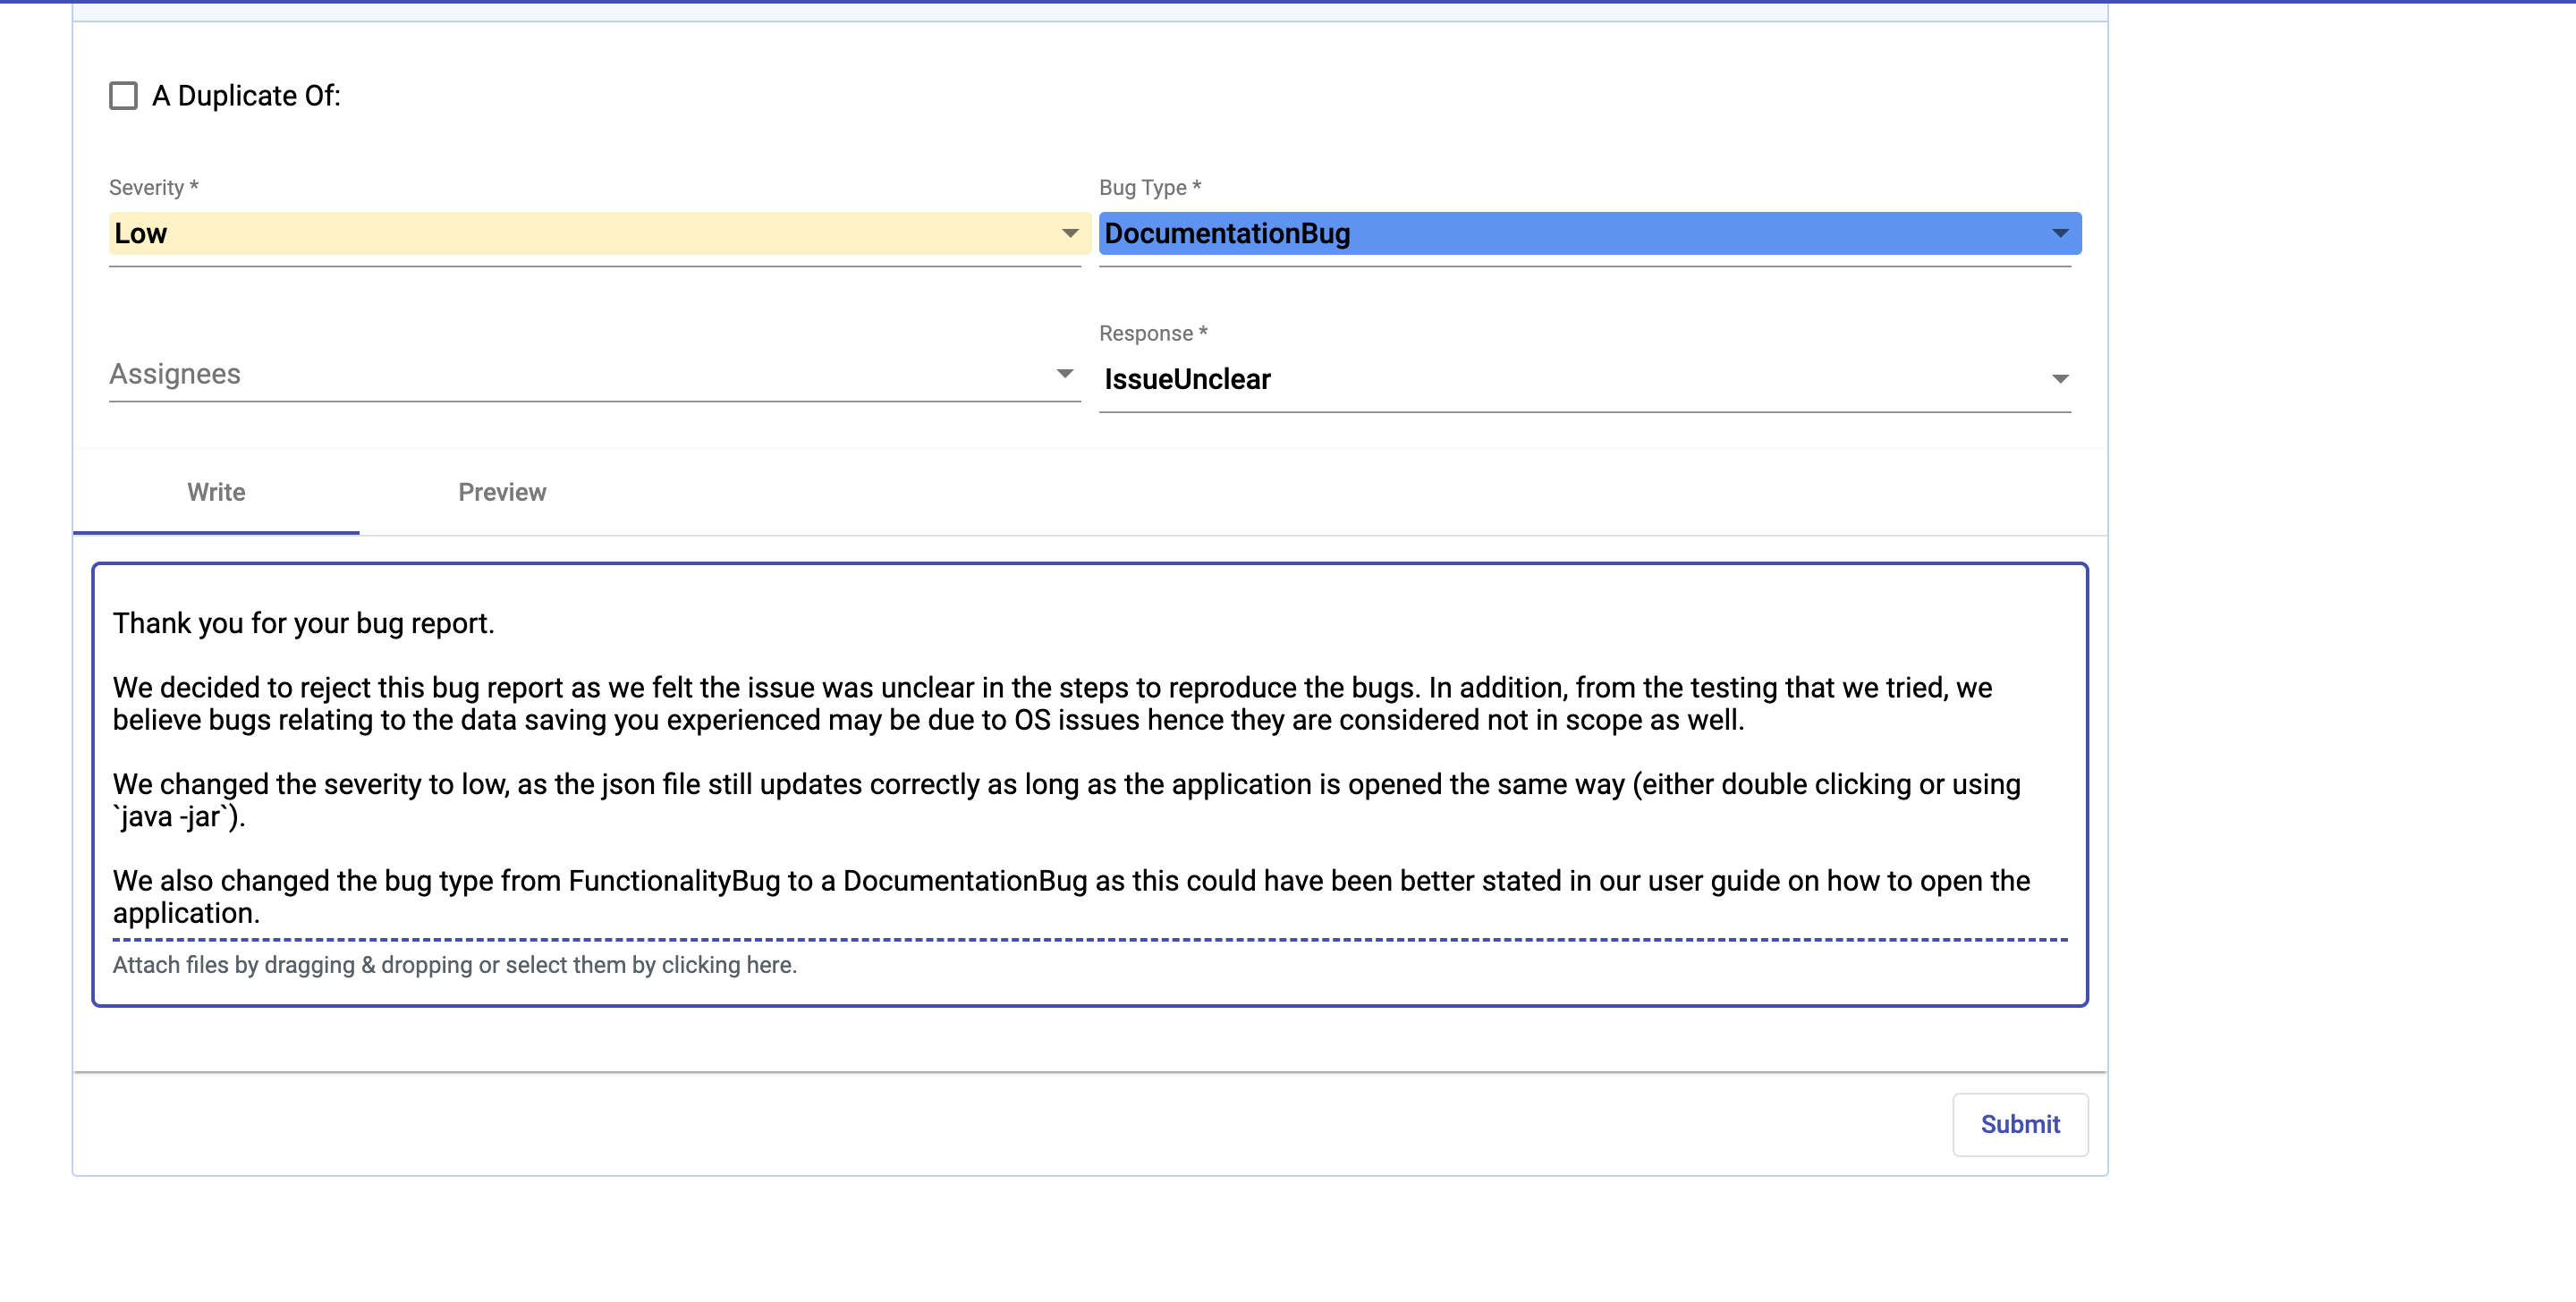 A Duplicate Of:
Severity *
Bug Type *
Low
DocumentationBug
Response *
Assignees
IssueUnclear
Write
Preview
Thank you for your bug report.
We decided to reject this bug report as we felt the issue was unclear in the steps to reproduce the bugs. In addition, from the testing that we tried, we
believe bugs relating to the data saving you experienced may be due to OS issues hence they are considered not in scope as well.
We changed the severity to low, as the json file still updates correctly as long as the application is opened the same way (either double clicking or using
`java -jar`).
We also changed the bug type from FunctionalityBug to a DocumentationBug as this could have been better stated in our user guide on how to open the
application.
Attach files by dragging & dropping or select them by clicking here.
Submit